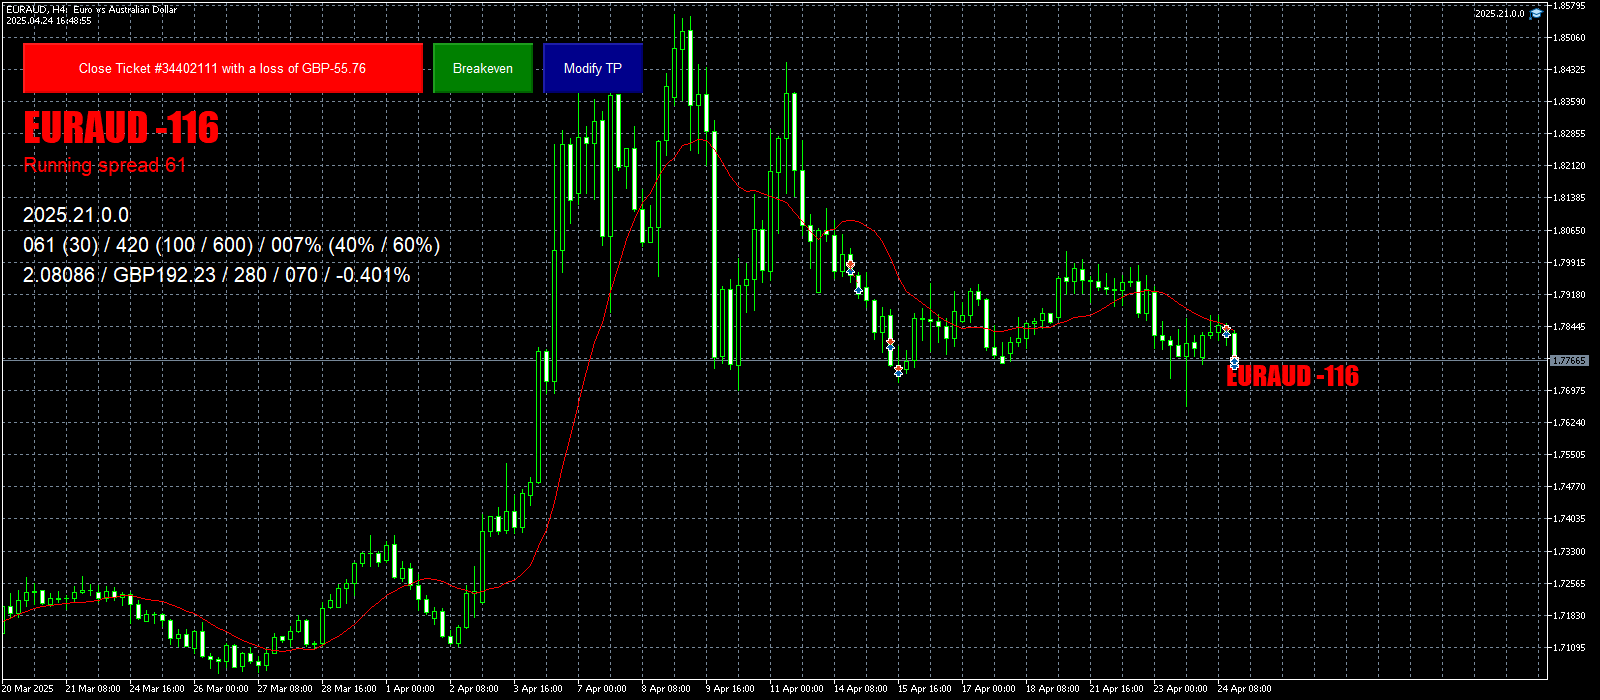 EURAUD, H4: Euro vs Australian Dollar
2025.04.24 16:48:55
2025.21.0.0
Close Ticket #34402111 with a loss of GBP-55.76
Breakeven
Modify TP
EURAUD -116
Running spread 61
2025.21.0.0
061 (30) / 420 (100 / 600) / 007% (40% / 60%)
2.08086 / GBP192.23 / 280 / 070 / -0.401%
EURAUD -116
1.85795
1.85060
1.84325
1.83590
1.82855
1.82120
1.81385
1.80650
1.79915
1.79180
1.78445
1.77665
1.76975
1.76240
1.75505
1.74770
1.74035
1.73300
1.72565
1.71830
1.71095
20 Mar 2025
21 Mar 08:00
24 Mar 16:00
26 Mar 00:00
27 Mar 08:00
28 Mar 16:00
1 Apr 00:00
2 Apr 08:00
3 Apr 16:00
7 Apr 00:00
8 Apr 08:00
9 Apr 16:00
11 Apr 00:00
14 Apr 08:00
15 Apr 16:00
17 Apr 00:00
18 Apr 08:00
21 Apr 16:00
23 Apr 00:00
24 Apr 08:00